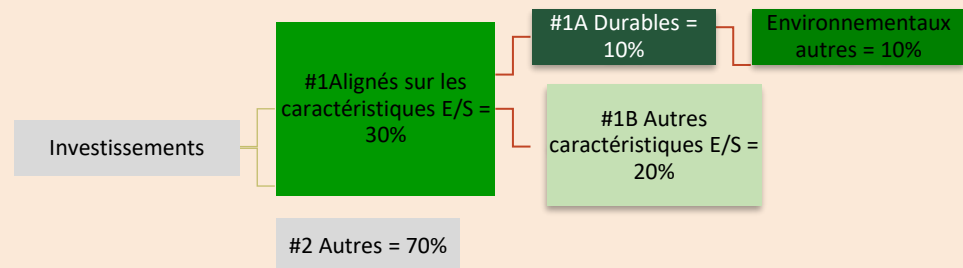 Investissements
#1Alignés sur les
caractéristiques E/S =
30%
#2 Autres = 70%
#1A Durables =
10%
#1B Autres
caractéristiques E/S =
20%
Environnementaux
autres = 10%